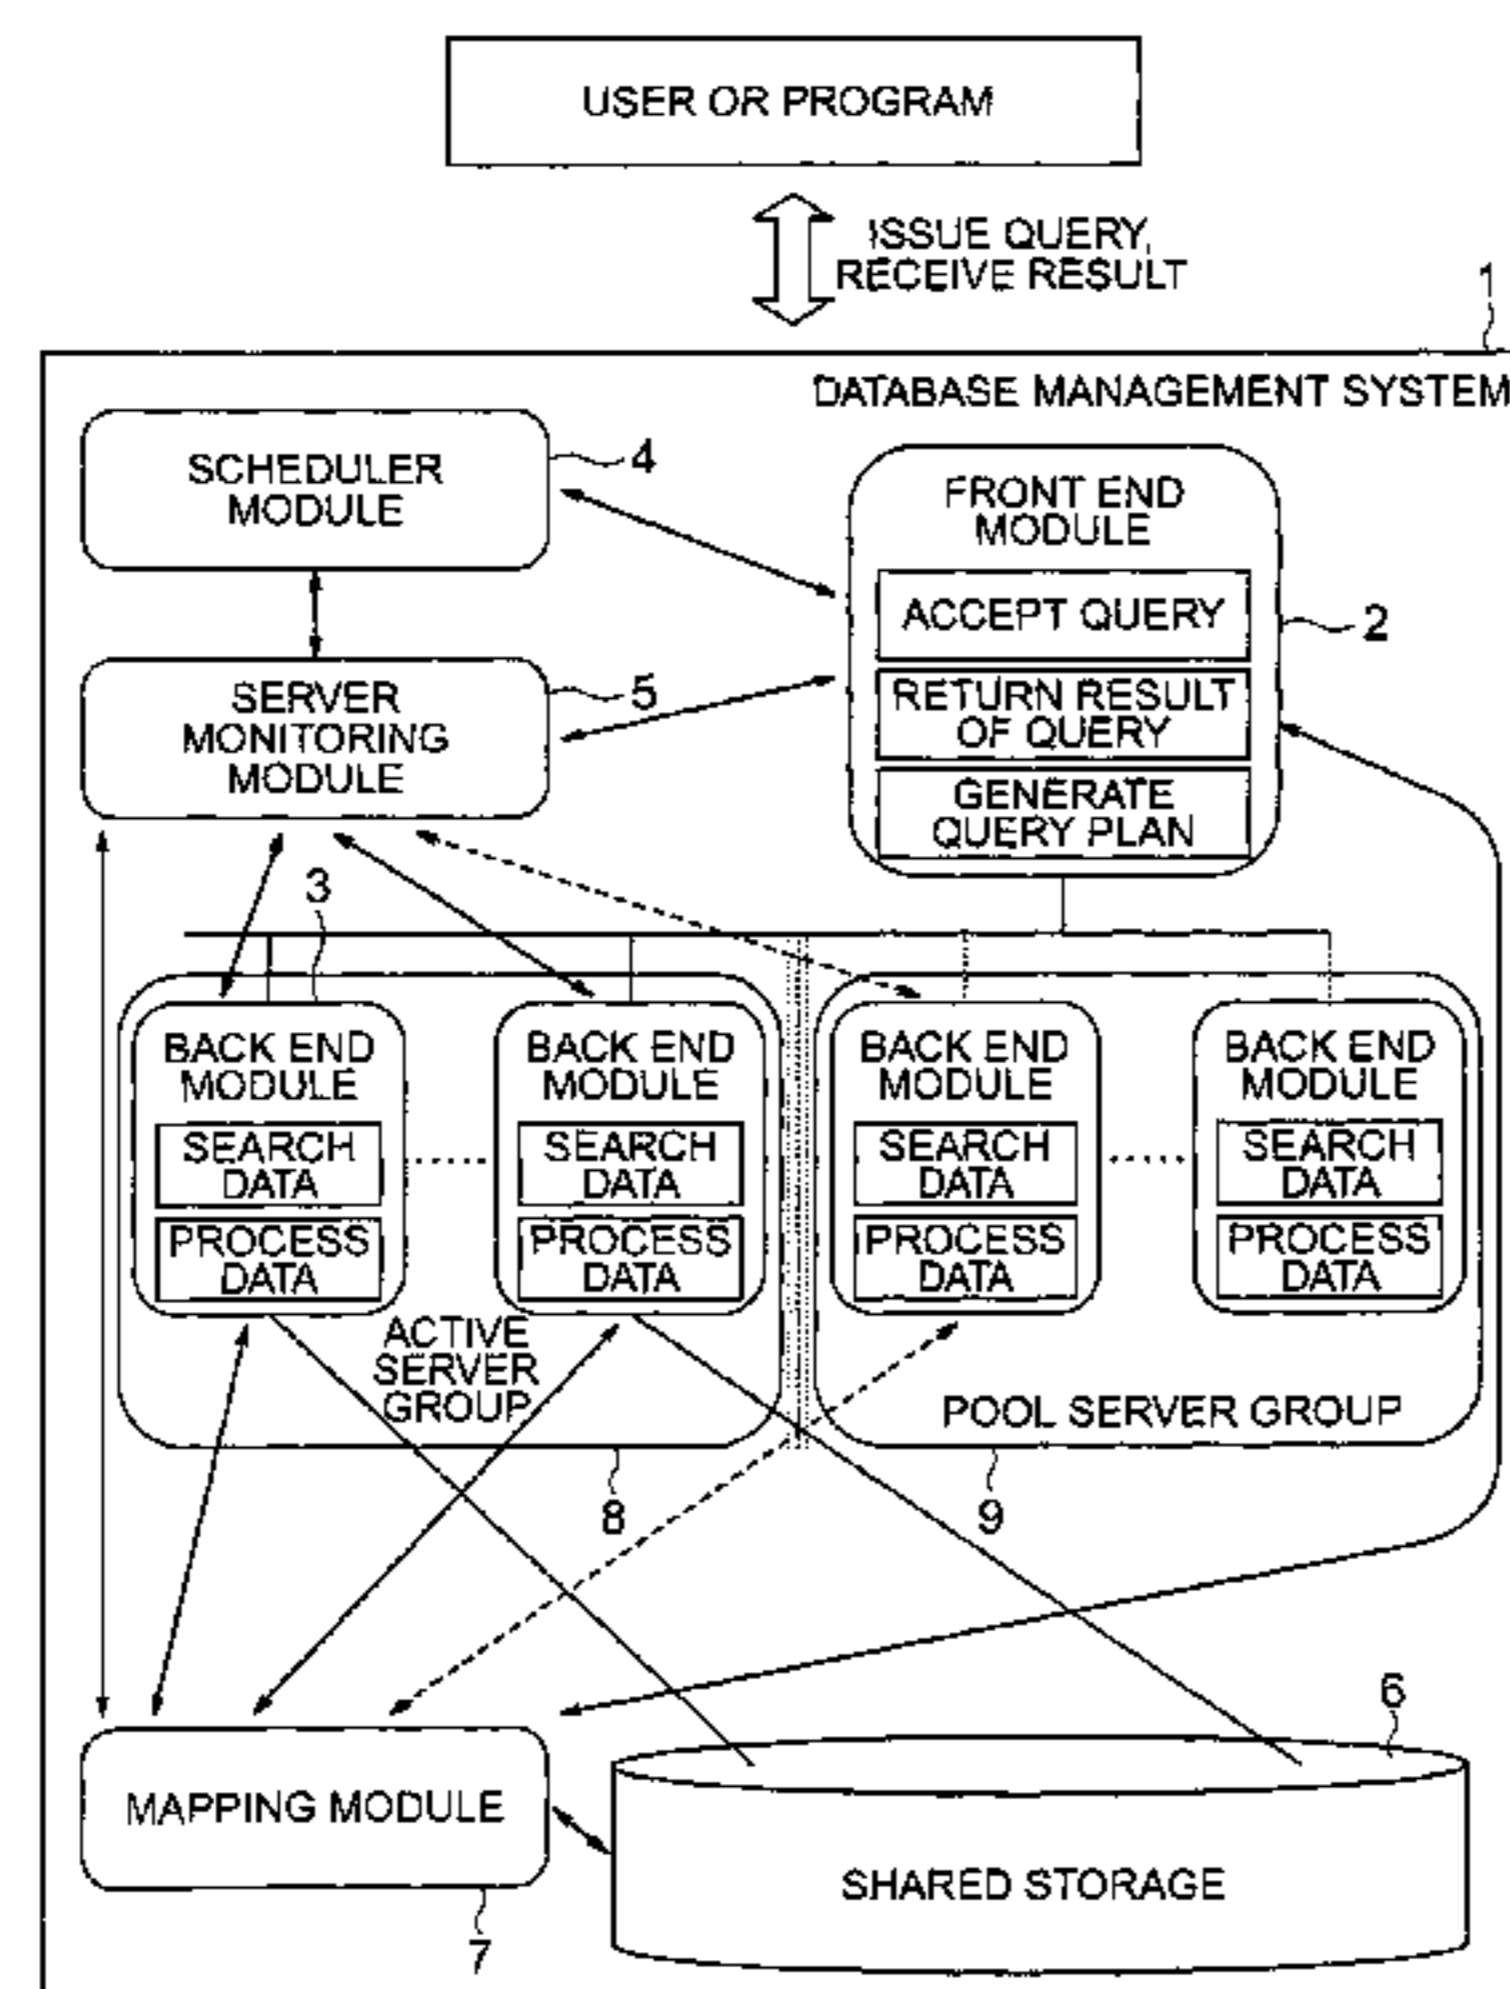 USER OR PROGRAM
ISSUE QUERY,
RECEIVE RESULT
1
DATABASE MANAGEMENT SYSTEM
SCHEDULER
MODULE
4
FRONT END
MODULE
ACCEPT QUERY
2
RETURN RESULT
OF QUERY
GENERATE
QUERY PLAN
SERVER
MONITORING
MODULE
5
3
BACK END
MODULE
SEARCH
DATA
PROCESS
DATA
BACK END
MODULE
SEARCH
DATA
PROCESS
DATA
ACTIVE
SERVER
GROUP
8
BACK END
MODULE
SEARCH
DATA
PROCESS
DATA
BACK END
MODULE
SEARCH
DATA
PROCESS
DATA
POOL SERVER GROUP
9
MAPPING MODULE
7
6
SHARED STORAGE